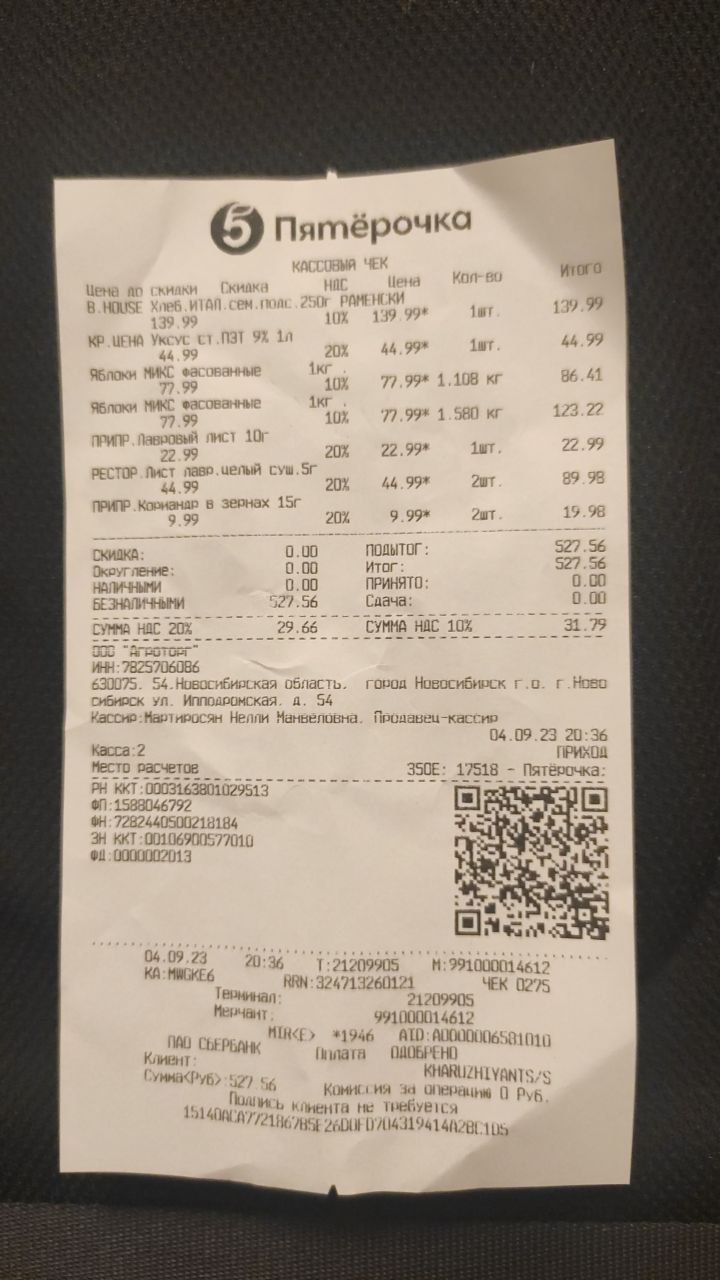 5 Пятёрочка
КАССОВЫЙ ЧЕК
Цена до скидки Скидка НДС Цена Кол-во Итого
B.HOUSE Хлеб.ИТАЛ.сем.подс.250г РАМЕНСКИ
139.99 10% 139.99* 1шт. 139.99
КР.ЦЕНА Уксус ст.ПЭТ 9% 1л
44.99 20% 44.99* 1шт. 44.99
Яблоки МИКС фасованные 1кг .
77.99 10% 77.99* 1.108 кг 86.41
Яблоки МИКС фасованные 1кг .
77.99 10% 77.99* 1.580 кг 123.22
ПРИПР.Лавровый лист 10г
22.99 20% 22.99* 1шт. 22.99
РЕСТОР.Лист лавр.целый суш.5г
44.99 20% 44.99* 2шт. 89.98
ПРИПР.Кориандр в зернах 15г
9.99 20% 9.99* 2шт. 19.98
СКИДКА: 0.00 ПОДЫТОГ: 527.56
Округление: 0.00 Итог: 527.56
НАЛИЧНЫМИ 0.00 ПРИНЯТО: 0.00
БЕЗНАЛИЧНЫМИ 527.56 Сдача: 0.00
СУММА НДС 20% 29.66 СУММА НДС 10% 31.79
ООО "Агроторг"
ИНН:7825706086
630075, 54,Новосибирская область, город Новосибирск г.о. г.Ново
сибирск ул. Ипподромская, д. 54
Кассир:Мартиросян Нелли Манвеловна, Продавец-кассир
04.09.23 20:36
Касса:2 ПРИХОД
Место расчетов 350E: 17518 - Пятёрочка;
РН ККТ:0003163801029513
ФП:1588046792
ФН:7282440500218184
ЗН ККТ:00106900577010
ФД:0000002013
04.09.23 20:36 Т:21209905 М:991000014612
КА:MWGKE6 RRN:324713260121 ЧЕК 0275
Терминал: 21209905
Мерчант: 991000014612
MIR<E> *1946 AID:A0000006581010
ПАО СБЕРБАНК Оплата ОДОБРЕНО
Клиент: KHARUZHIYANTS/S
Сумма<Руб>:527.56 Комиссия за операцию 0 Руб.
Подпись клиента не требуется